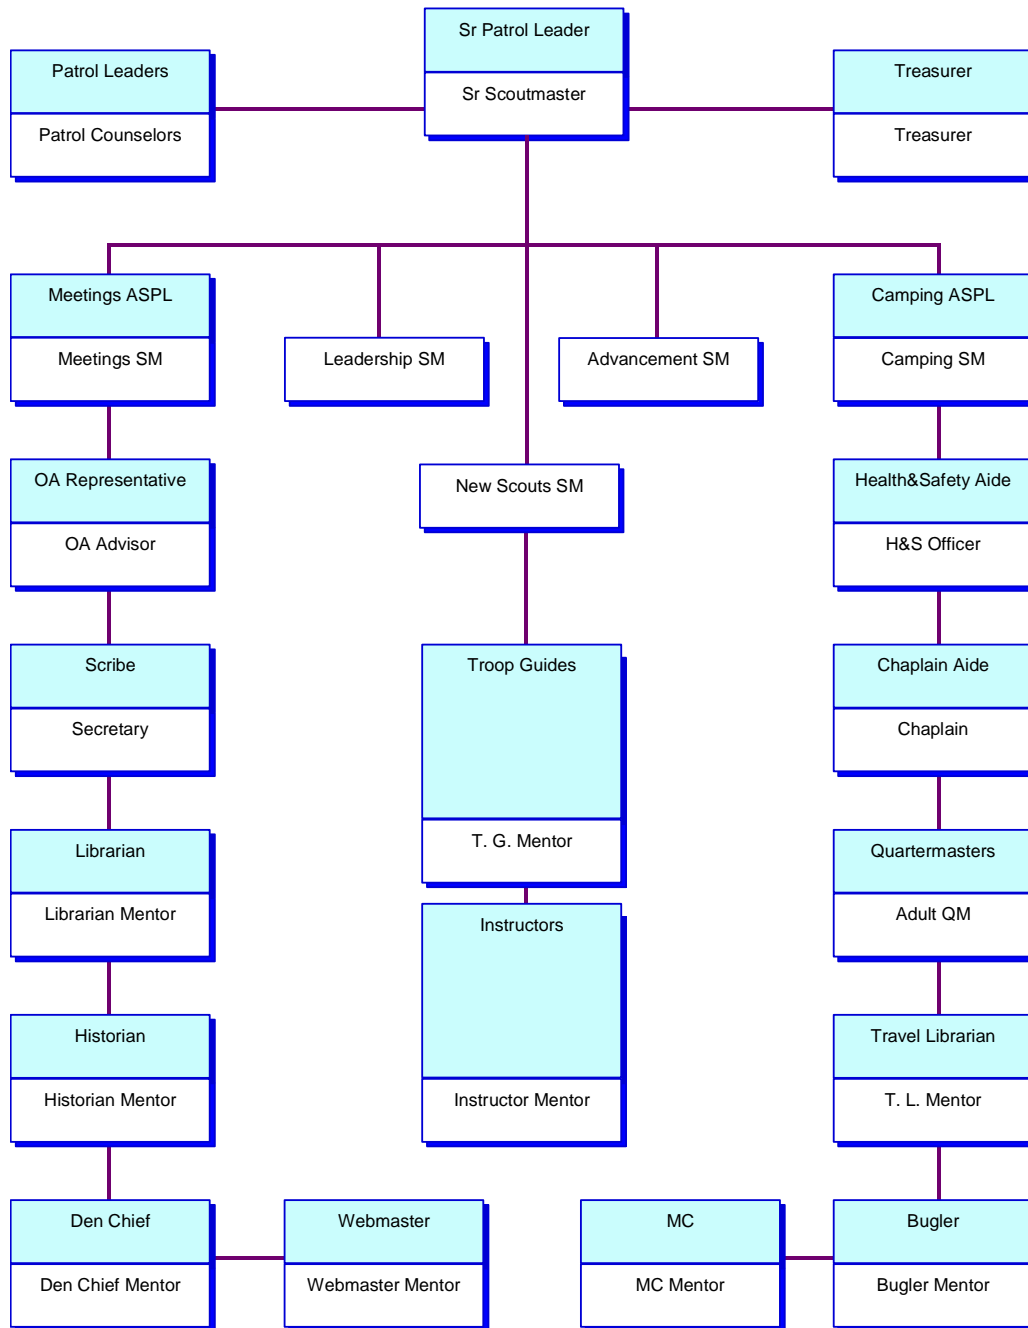 Sr Patrol Leader
Sr Scoutmaster
Patrol Leaders
Patrol Counselors
Treasurer
Treasurer
Meetings ASPL
Meetings SM
Leadership SM
Advancement SM
Camping ASPL
Camping SM
OA Representative
OA Advisor
New Scouts SM
Health&Safety Aide
H&S Officer
Scribe
Secretary
Troop Guides
T. G. Mentor
Chaplain Aide
Chaplain
Librarian
Librarian Mentor
Quartermasters
Adult QM
Instructors
Instructor Mentor
Historian
Historian Mentor
Travel Librarian
T. L. Mentor
Den Chief
Den Chief Mentor
Webmaster
Webmaster Mentor
MC
MC Mentor
Bugler
Bugler Mentor